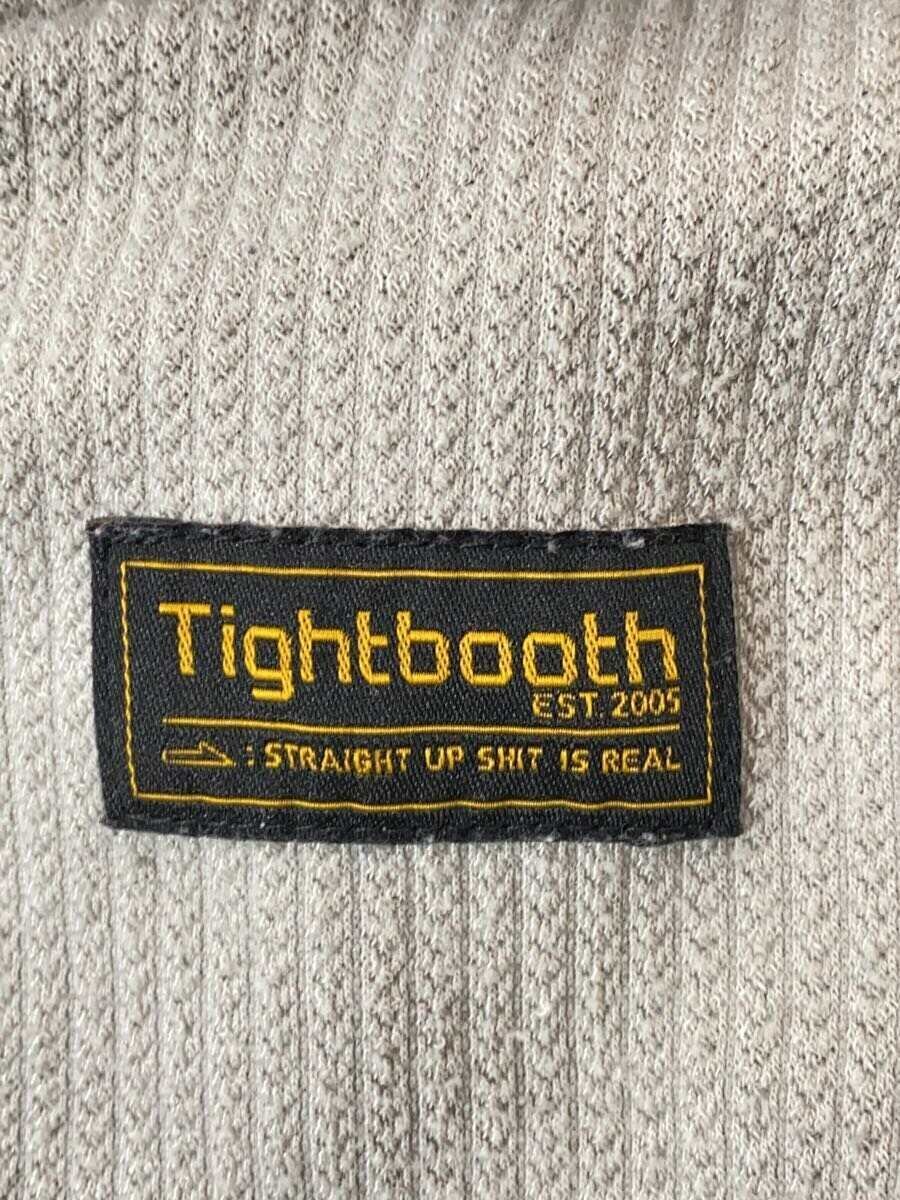 Tightbooth
EST. 2005
: STRAIGHT UP SHIT IS REAL